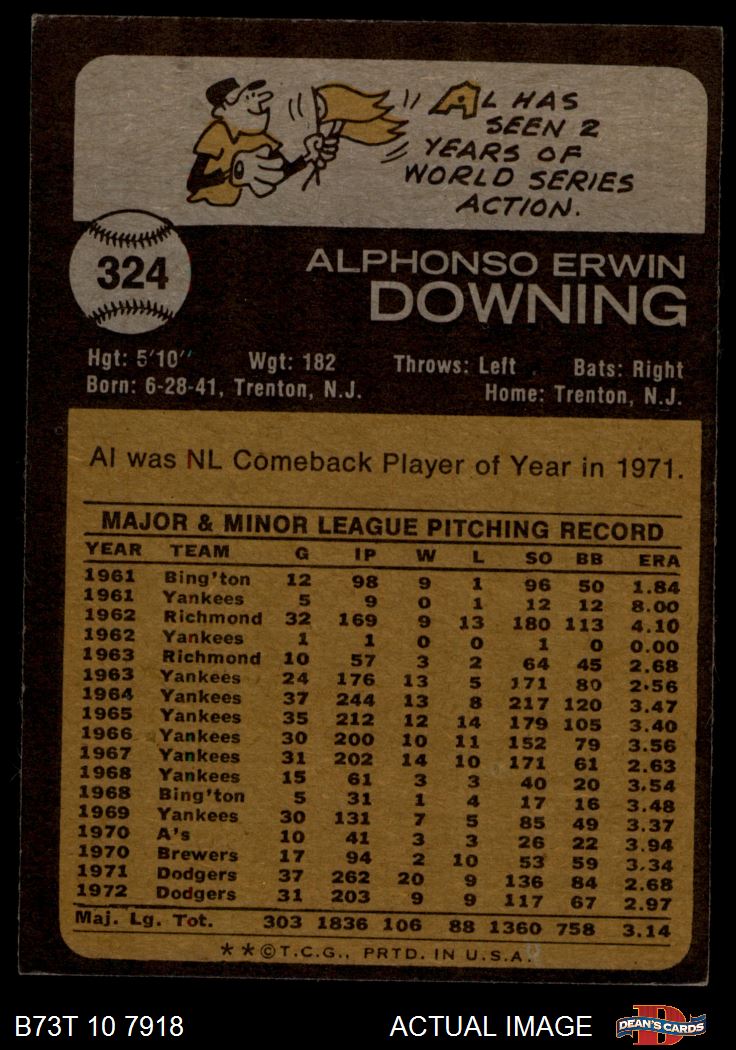 AL HAS
SEEN 2
YEARS OF
WORLD SERIES
ACTION.
324
ALPHONSO ERWIN
DOWNING
Hgt: 5'10" Wgt: 182 Throws: Left Bats: Right
Born: 6-28-41, Trenton, N.J. Home: Trenton, N.J.
Al was NL Comeback Player of Year in 1971.
MAJOR & MINOR LEAGUE PITCHING RECORD
YEAR TEAM G IP W L SO BB ERA
1961 Bing'ton 12 98 9 1 96 50 1.84
1961 Yankees 5 9 0 1 12 12 8.00
1962 Richmond 32 169 9 13 180 113 4.10
1962 Yankees 1 1 0 0 1 0 0.00
1963 Richmond 10 57 3 2 64 45 2.68
1963 Yankees 24 176 13 5 171 80 2.56
1964 Yankees 37 244 13 8 217 120 3.47
1965 Yankees 35 212 12 14 179 105 3.40
1966 Yankees 30 200 10 11 152 79 3.56
1967 Yankees 31 202 14 10 171 61 2.63
1968 Yankees 15 61 3 3 40 20 3.54
1968 Bing'ton 5 31 1 4 17 16 3.48
1969 Yankees 30 131 7 5 85 49 3.37
1970 A's 10 41 3 3 26 22 3.94
1970 Brewers 17 94 2 10 53 59 3.34
1971 Dodgers 37 262 20 9 136 84 2.68
1972 Dodgers 31 203 9 9 117 67 2.97
Maj. Lg. Tot. 303 1836 106 88 1360 758 3.14
**©T.C.G., PRTD. IN U.S.A.
B73T 10 7918 ACTUAL IMAGE D DEAN'S CARDS